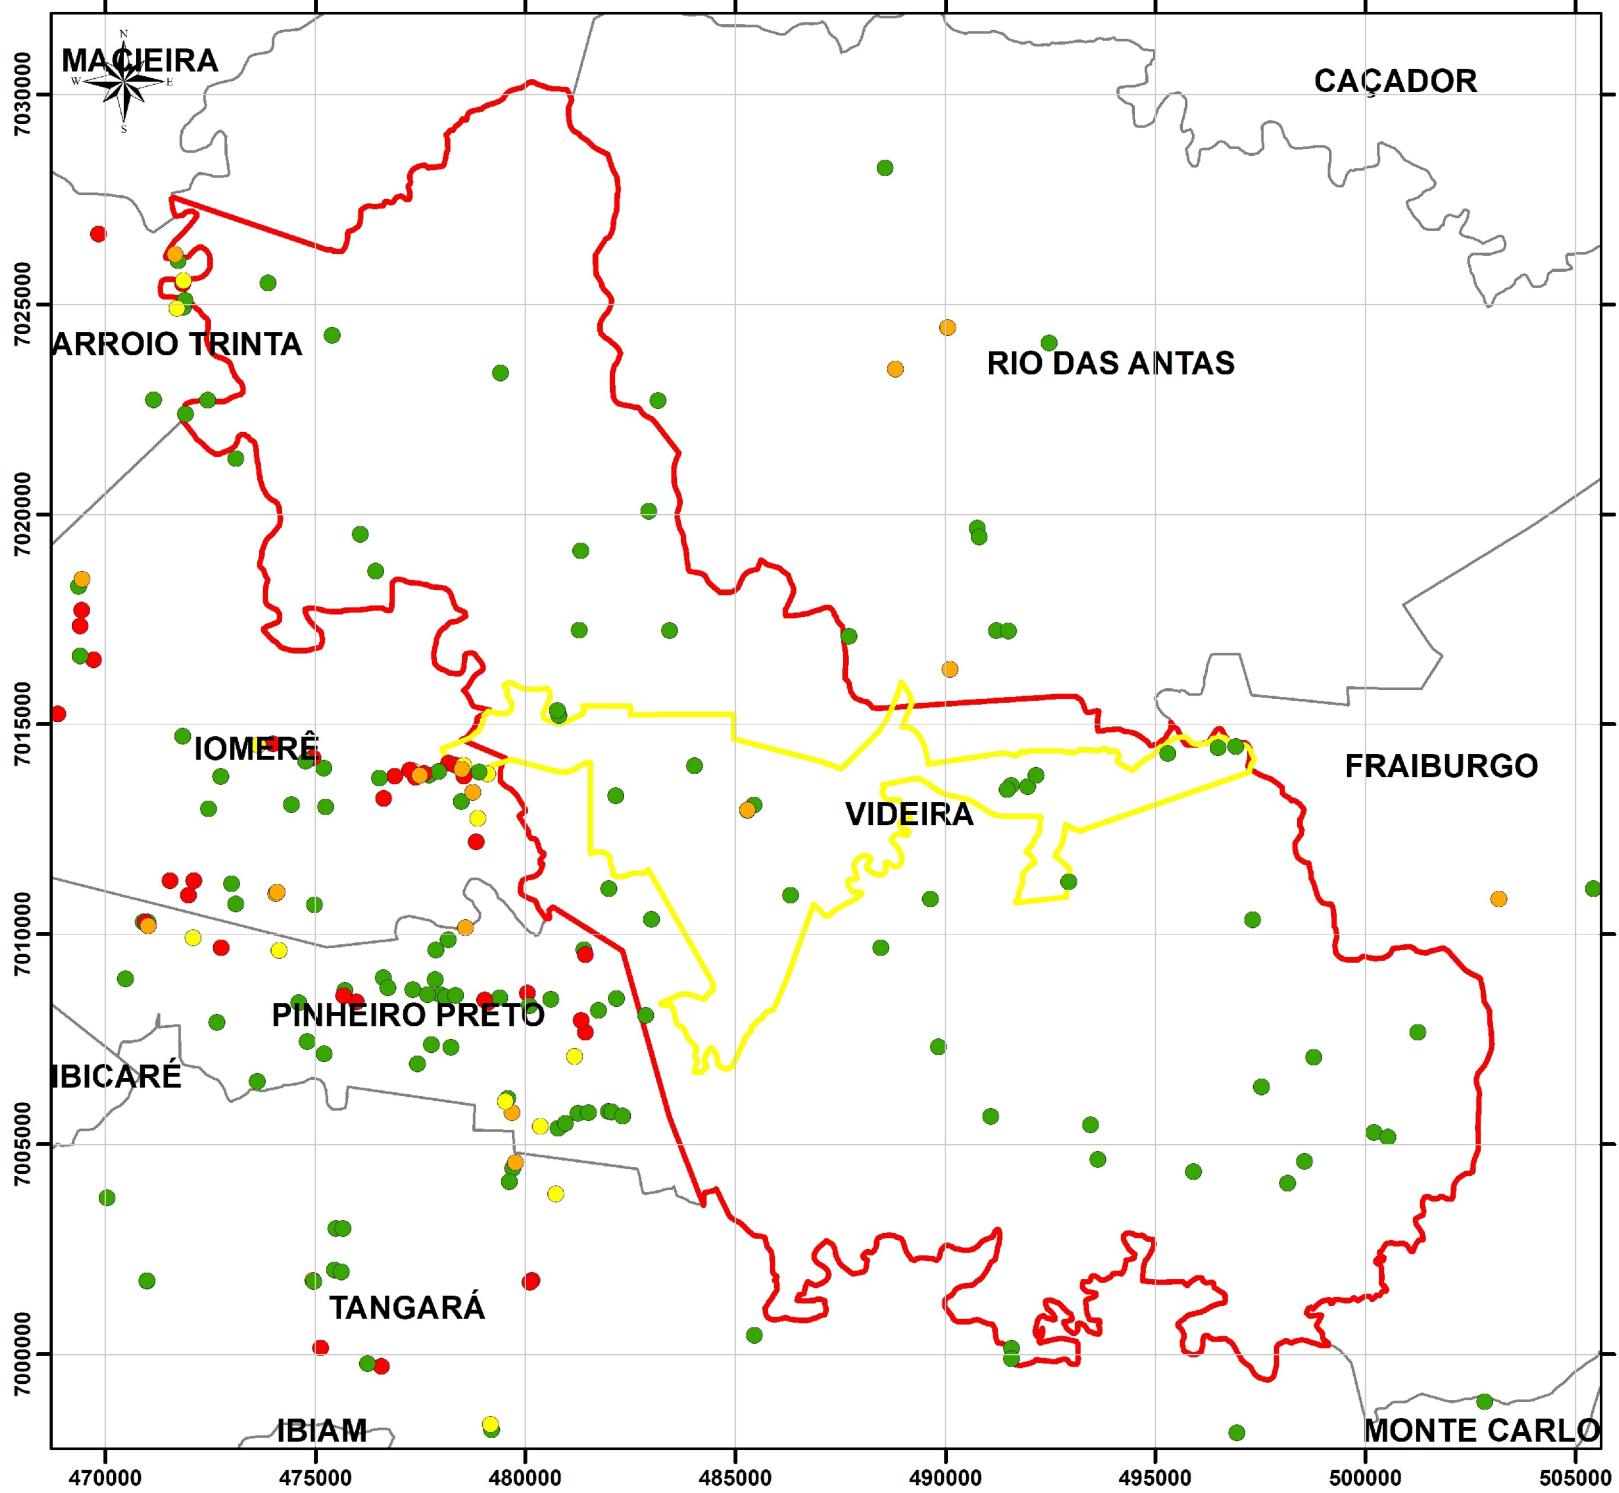 N
MACIEIRA
W
E
S
CAÇADOR
ARROIO TRINTA
RIO DAS ANTAS
IOMERÊ
FRAIBURGO
VIDEIRA
PINHEIRO PRETO
IBICARÉ
TANGARÁ
IBIAM
MONTE CARLO
7030000
7025000
7020000
7015000
7010000
7005000
7000000
470000 475000 480000 485000 490000 495000 500000 505000